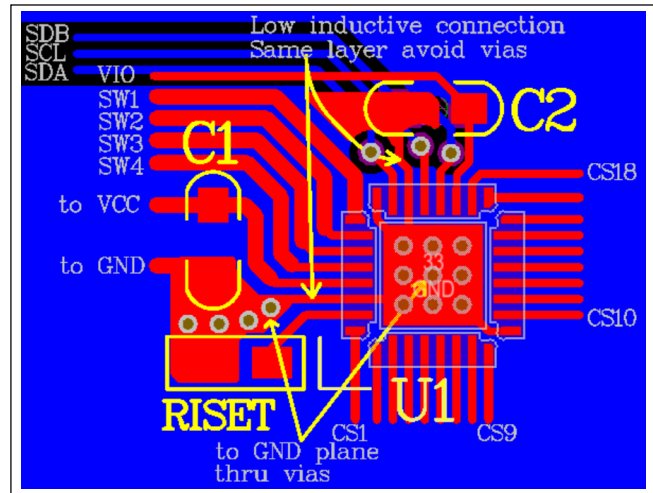 SDB
SCL
SDA
VIO
SW1
SW2
SW3
SW4
Low inductive connection
Same layer avoid vias
C2
C1
CS18
to VCC
to GND
33
GND
CS10
RISET
U1
CS1
CS9
to GND plane
thru vias